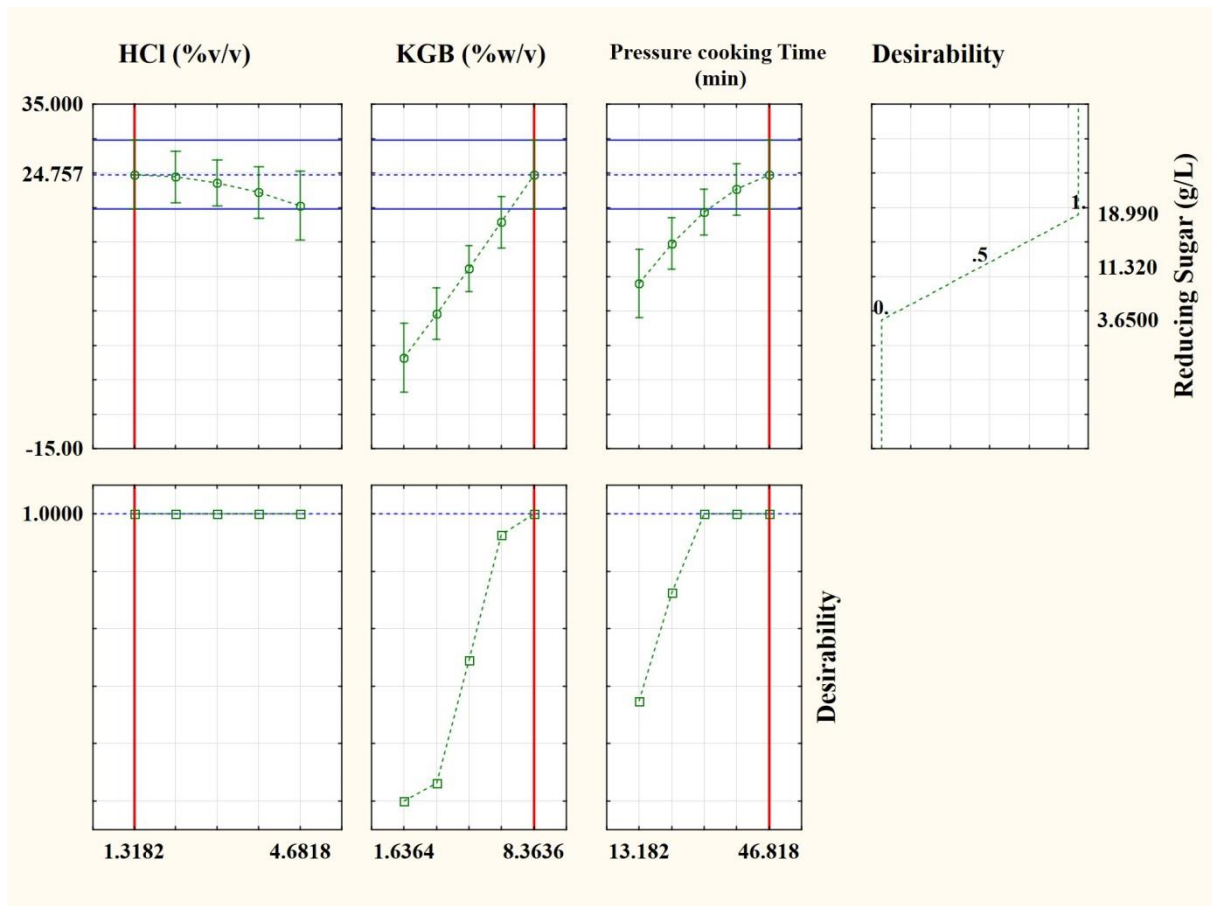 HCl (%v/v)
KGB (%w/v)
Pressure cooking Time
(min)
Desirability
35.000
24.757
-15.00
1.
.5
0.
18.990
11.320
3.6500
Reducing Sugar (g/L)
1.0000
Desirability
1.3182
4.6818
1.6364
8.3636
13.182
46.818